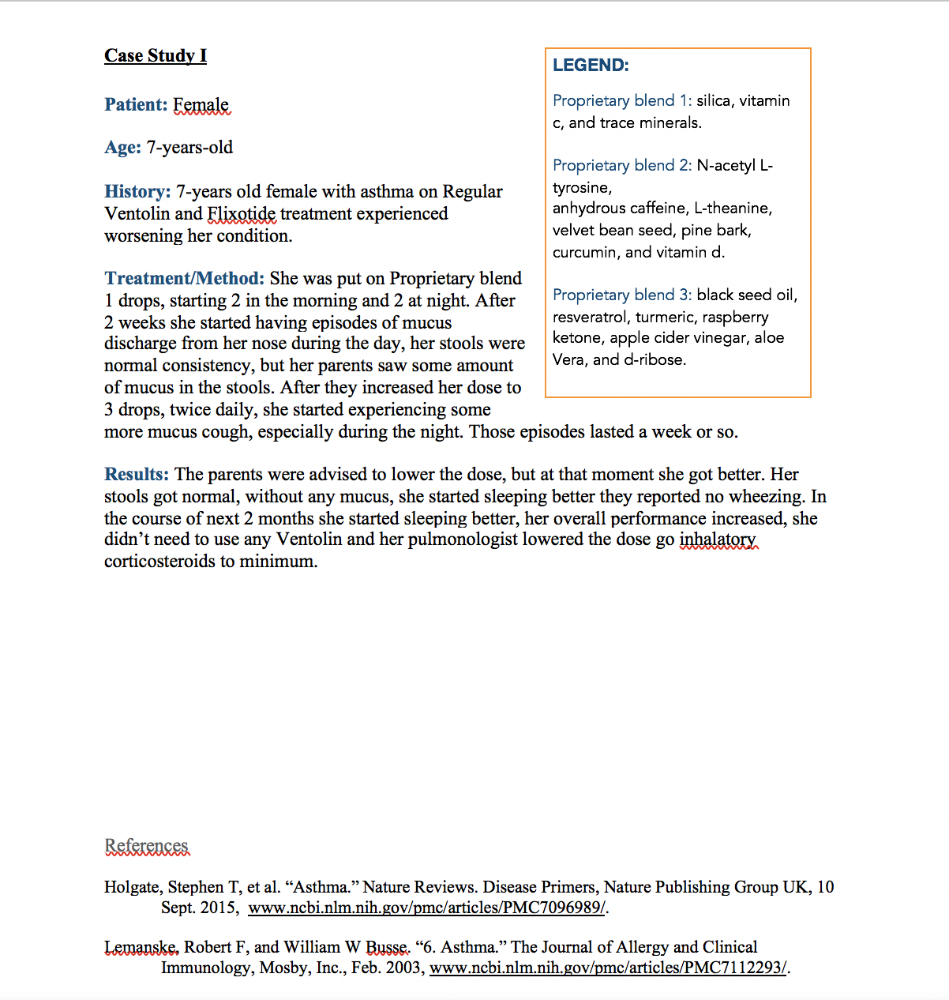 Case Study I
Patient: Female
Age: 7-years-old
History: 7-years old female with asthma on Regular
Ventolin and Flixotide treatment experienced
worsening her condition.
Treatment/Method: She was put on Proprietary blend
1 drops, starting 2 in the morning and 2 at night. After
2 weeks she started having episodes of mucus
discharge from her nose during the day, her stools were
normal consistency, but her parents saw some amount
of mucus in the stools. After they increased her dose to
3 drops, twice daily, she started experiencing some
more mucus cough, especially during the night. Those episodes lasted a week or so.
LEGEND:
Proprietary blend 1: silica, vitamin
c, and trace minerals.
Proprietary blend 2: N-acetyl L-
tyrosine,
anhydrous caffeine, L-theanine,
velvet bean seed, pine bark,
curcumin, and vitamin d.
Proprietary blend 3: black seed oil,
resveratrol, turmeric, raspberry
ketone, apple cider vinegar, aloe
Vera, and d-ribose.
Results: The parents were advised to lower the dose, but at that moment she got better. Her
stools got normal, without any mucus, she started sleeping better they reported no wheezing. In
the course of next 2 months she started sleeping better, her overall performance increased, she
didn’t need to use any Ventolin and her pulmonologist lowered the dose go inhalatory
corticosteroids to minimum.
References
Holgate, Stephen T, et al. “Asthma.” Nature Reviews. Disease Primers, Nature Publishing Group UK, 10
Sept. 2015, www.ncbi.nlm.nih.gov/pmc/articles/PMC7096989/.
Lemanske, Robert F, and William W Busse. “6. Asthma.” The Journal of Allergy and Clinical
Immunology, Mosby, Inc., Feb. 2003, www.ncbi.nlm.nih.gov/pmc/articles/PMC7112293/.